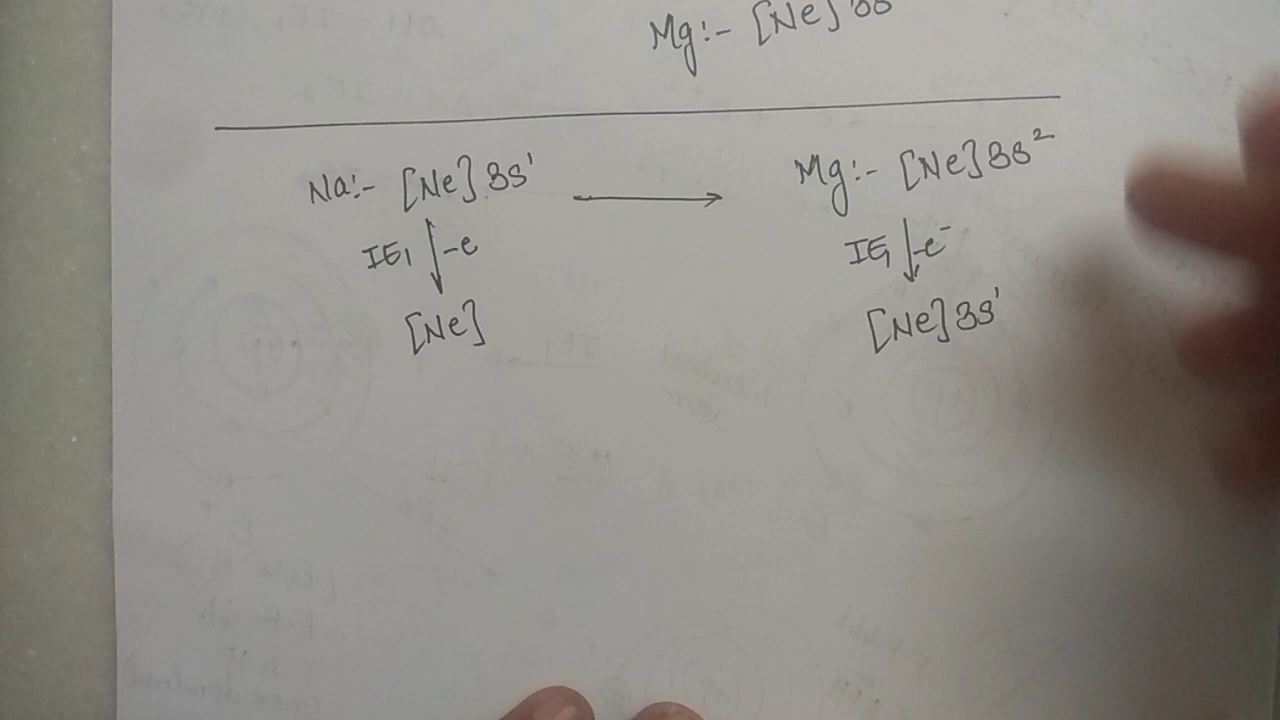 Mg:- [Ne] 3s
Na:- [Ne] 3s¹ ⟶ Mg:- [Ne] 3s²
IE₁ ↓ -e IE₁ ↓ -e⁻
[Ne] [Ne] 3s¹